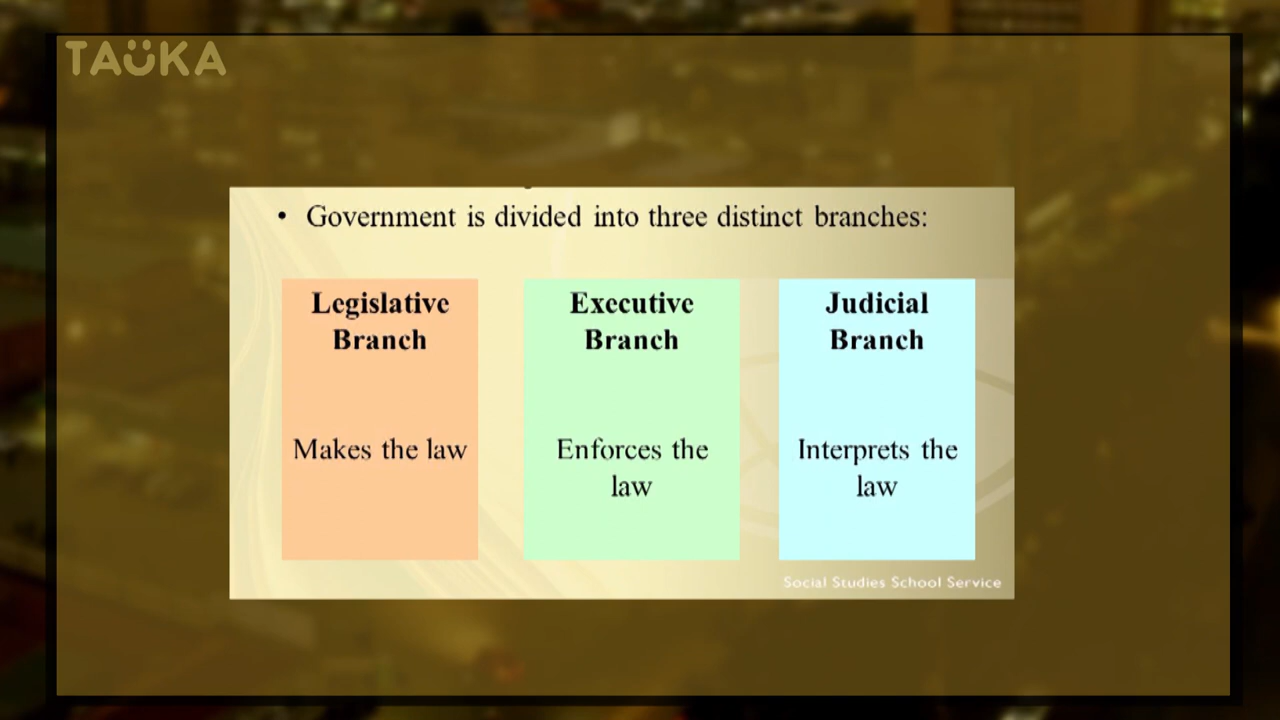 TAÜKA
• Government is divided into three distinct branches:
Legislative
Branch
Makes the law
Executive
Branch
Enforces the
law
Judicial
Branch
Interprets the
law
Social Studies School Service